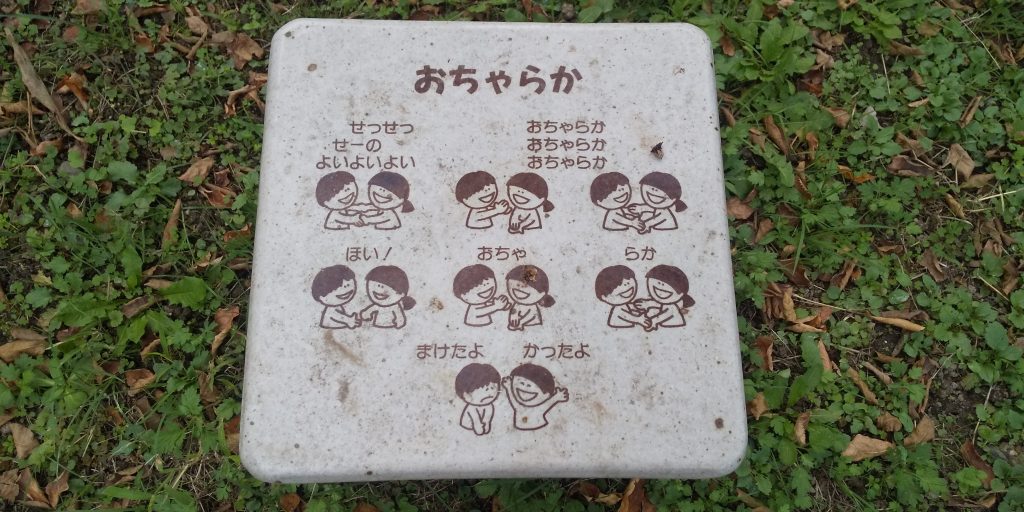 おちゃらか
せっせっ
せーの
よいよいよい
おちゃらか
おちゃらか
おちゃらか
ほい！
おちゃ
らか
まけたよ
かったよ